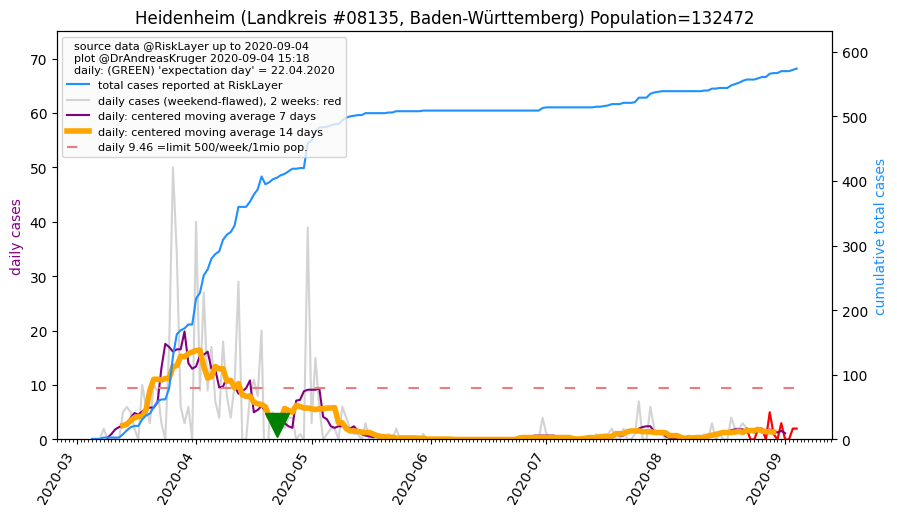 Heidenheim (Landkreis #08135, Baden-Württemberg) Population=132472
source data @RiskLayer up to 2020-09-04
plot @DrAndreasKruger 2020-09-04 15:18
daily: (GREEN) 'expectation day' = 22.04.2020
total cases reported at RiskLayer
daily cases (weekend-flawed), 2 weeks: red
daily: centered moving average 7 days
daily: centered moving average 14 days
daily 9.46 =limit 500/week/1mio pop.
daily cases
70
60
50
40
30
20
10
0
cumulative total cases
600
500
400
300
200
100
0
2020-03
2020-04
2020-05
2020-06
2020-07
2020-08
2020-09